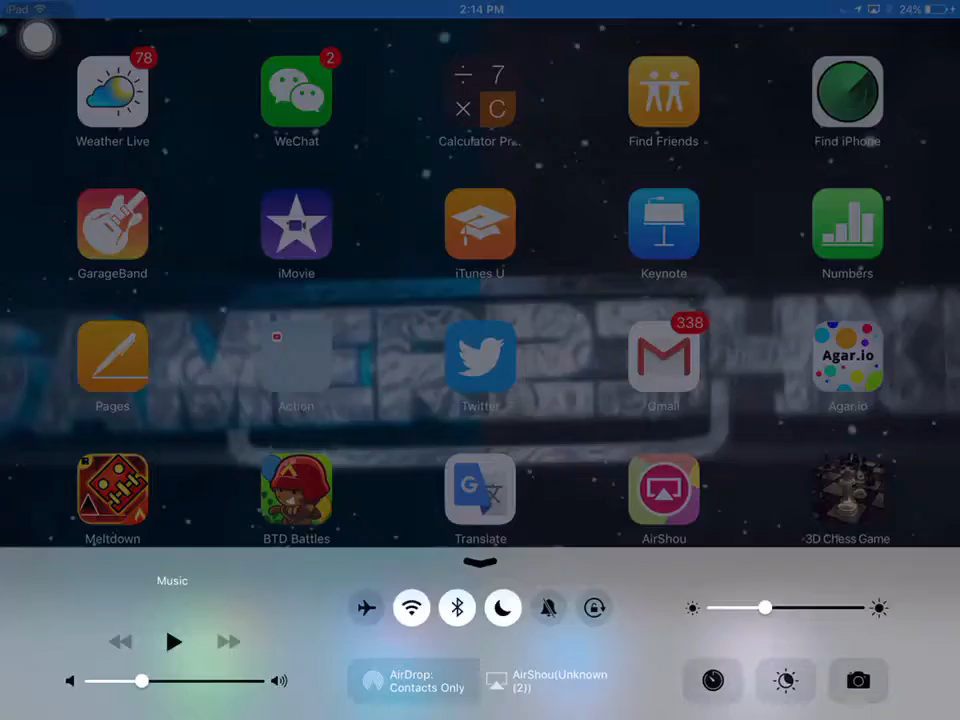 iPad 2:14 PM 24%
78 2
÷ 7
× C
Weather Live WeChat Calculator Pr... Find Friends Find iPhone
GarageBand iMovie iTunes U Keynote Numbers
338
Agar.io
Pages Action Twitter Gmail Agar.io
G
Meltdown BTD Battles Translate AirShou 3D Chess Game
Music
AirDrop:
Contacts Only
AirShou(Unknown
(2))